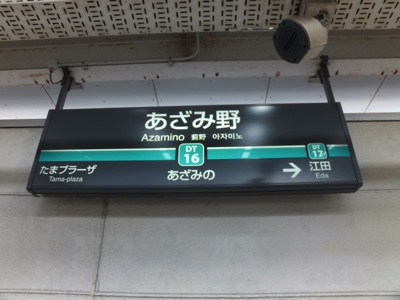 あざみ野
Azamino 薊野 아자미노
DT
16
DT
17
たまプラーザ
Tama-plaza
あざみの
→ 江田
Eda